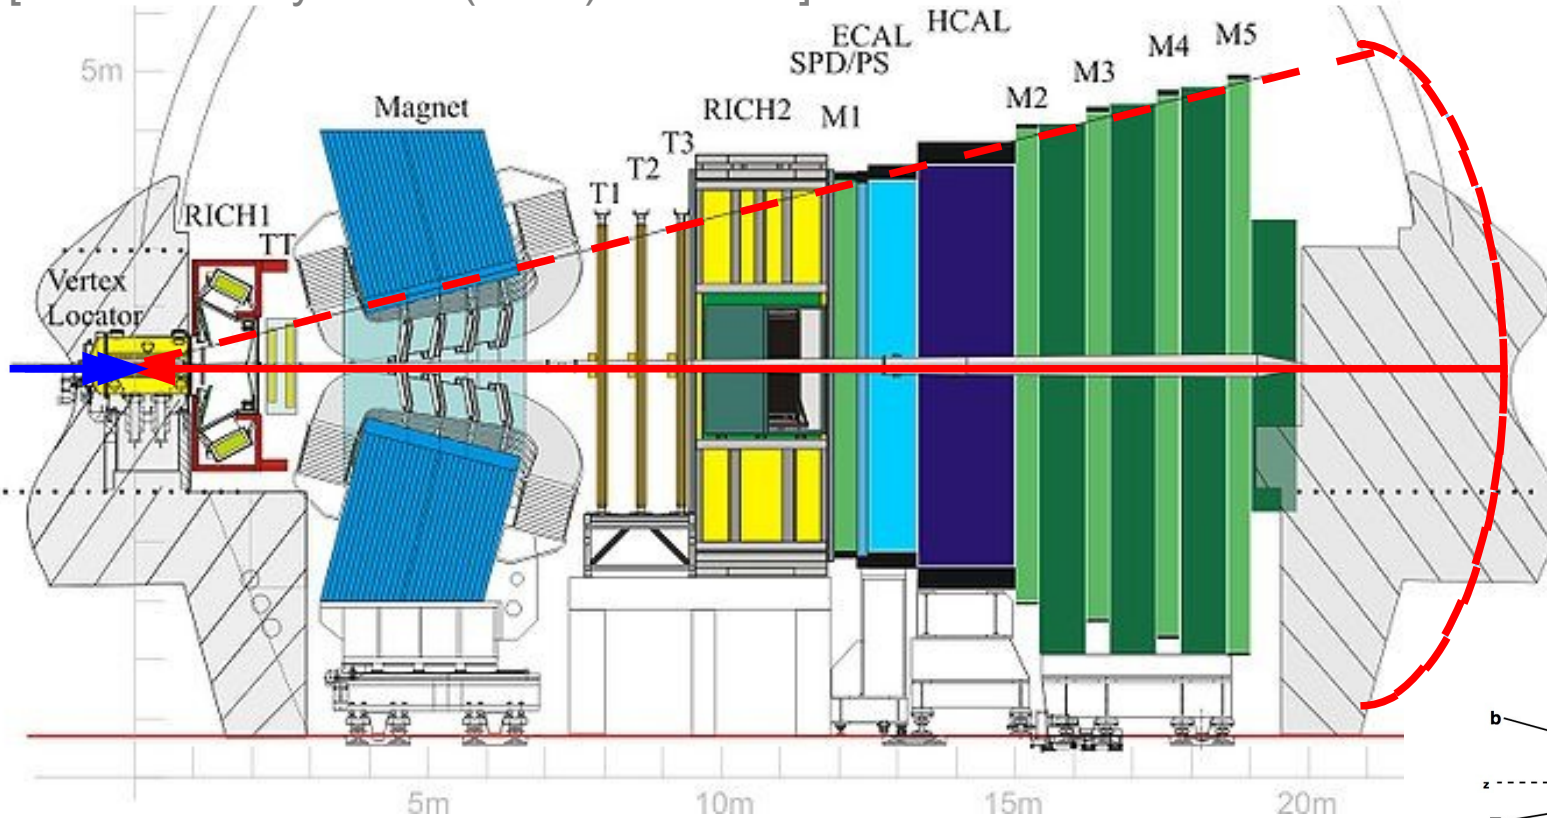 HCAL
ECAL
SPD/PS
M5
M4
M3
M2
5m
Magnet
RICH2
M1
T3
T2
T1
RICH1
TT
Vertex
Locator
b
z
5m
10m
15m
20m